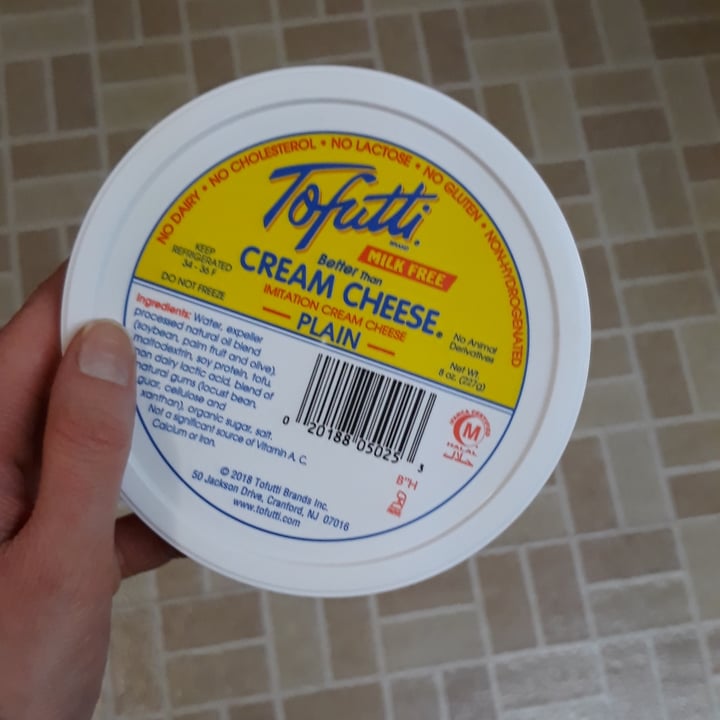 NO DAIRY • NO CHOLESTEROL • NO LACTOSE • NO GLUTEN • NON-HYDROGENATED
Tofutti
BRAND
KEEP
REFRIGERATED
34 - 36 F
DO NOT FREEZE
MILK FREE
Better Than
CREAM CHEESE.
IMITATION CREAM CHEESE
PLAIN
No Animal
Derivatives
Net Wt.
8 oz. (227g)
Ingredients: Water, expeller
processed natural oil blend
(soybean, palm fruit and olive),
maltodextrin, soy protein, tofu,
non dairy lactic acid, blend of
natural gums (locust bean,
guar, cellulose and
xanthan), organic sugar, salt.
Not a significant source of Vitamin A, C,
Calcium or Iron.
0 20188 05025 3
CERTIFIED
M
HALAL
حلال
B"H
© 2018 Tofutti Brands Inc.
50 Jackson Drive, Cranford, NJ 07016
www.tofutti.com